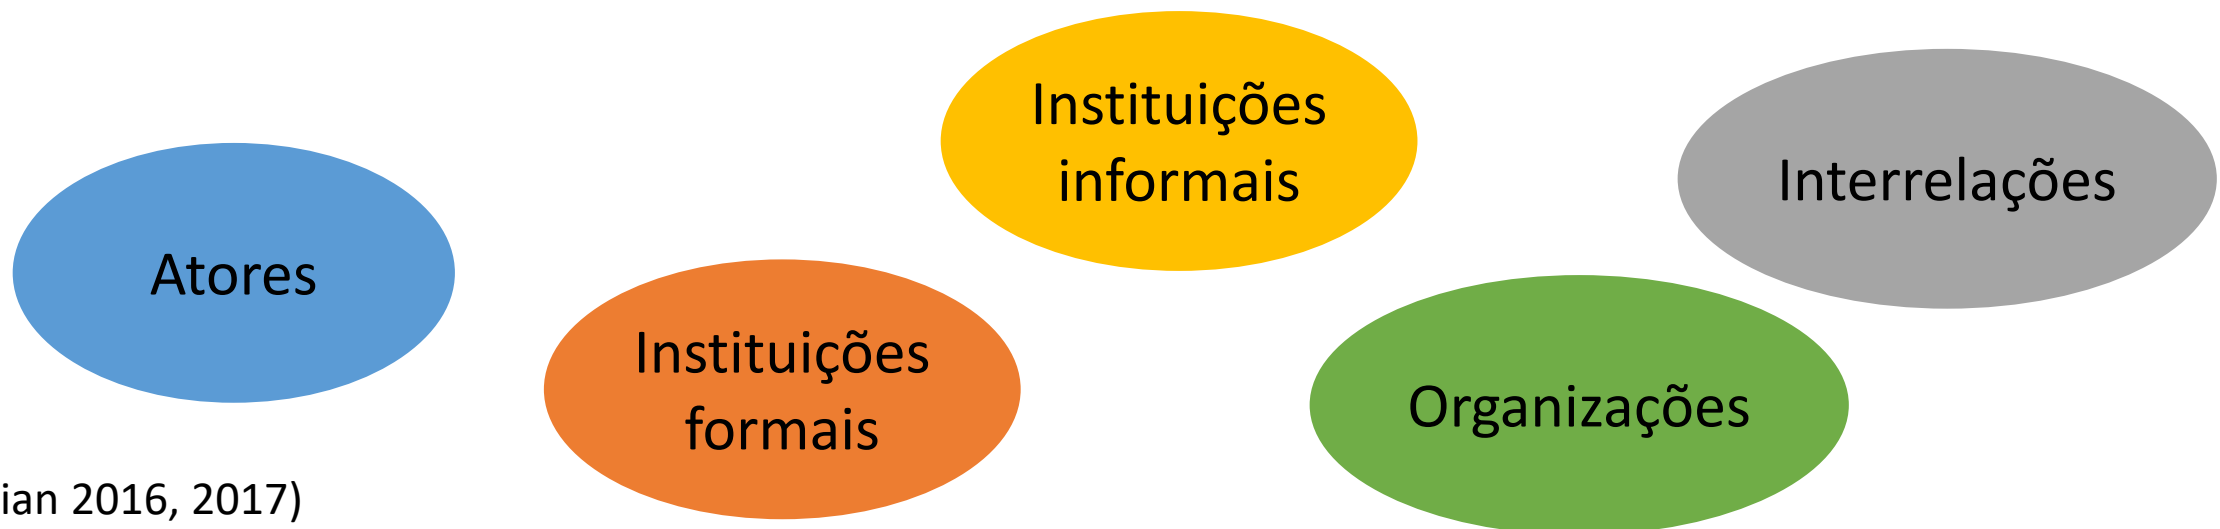 Atores
Instituições
formais
Instituições
informais
Organizações
Interrelações
ian 2016, 2017)